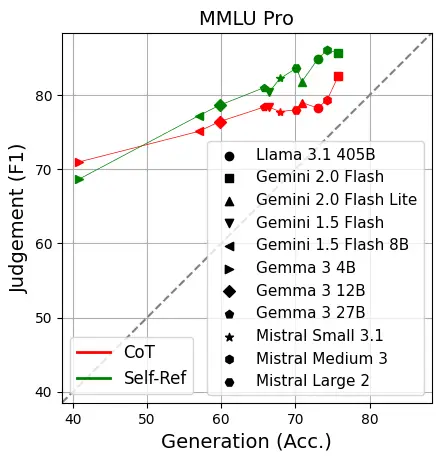 MMLU Pro
Judgement (F1)
80
70
60
50
40
Llama 3.1 405B
Gemini 2.0 Flash
Gemini 2.0 Flash Lite
Gemini 1.5 Flash
Gemini 1.5 Flash 8B
Gemma 3 4B
Gemma 3 12B
Gemma 3 27B
Mistral Small 3.1
Mistral Medium 3
Mistral Large 2
CoT
Self-Ref
40 50 60 70 80
Generation (Acc.)